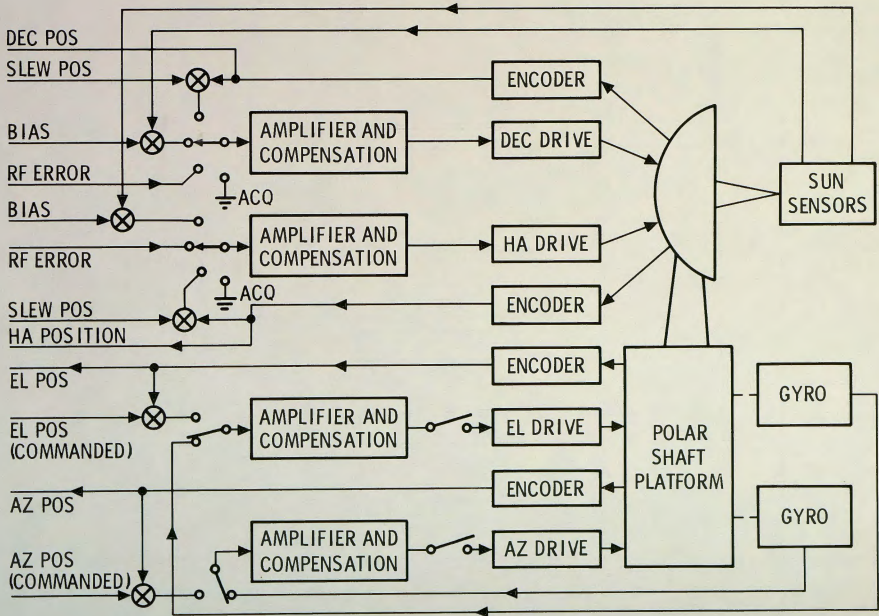 DEC POS
SLEW POS
ENCODER
BIAS
AMPLIFIER AND
COMPENSATION
DEC DRIVE
RF ERROR
ACQ
SUN
SENSORS
BIAS
RF ERROR
AMPLIFIER AND
COMPENSATION
HA DRIVE
ACQ
SLEW POS
HA POSITION
ENCODER
EL POS
ENCODER
EL POS
(COMMANDED)
AMPLIFIER AND
COMPENSATION
EL DRIVE
POLAR
SHAFT
PLATFORM
GYRO
AZ POS
ENCODER
GYRO
AZ POS
(COMMANDED)
AMPLIFIER AND
COMPENSATION
AZ DRIVE